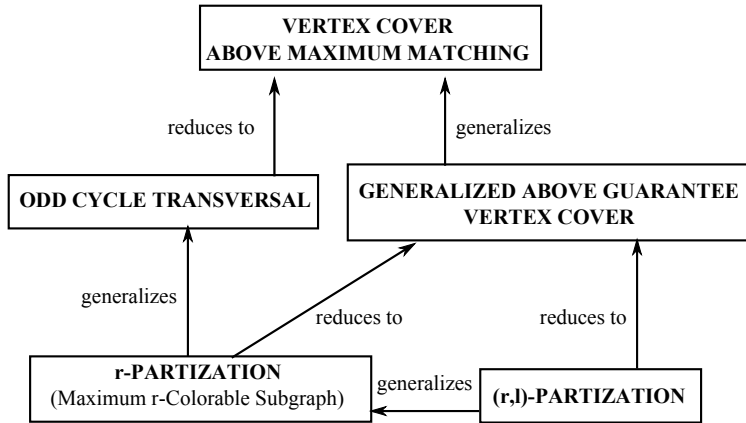 VERTEX COVER
ABOVE MAXIMUM MATCHING
reduces to
generalizes
ODD CYCLE TRANSVERSAL
GENERALIZED ABOVE GUARANTEE
VERTEX COVER
generalizes
reduces to
reduces to
r-PARTIZATION
(Maximum r-Colorable Subgraph)
generalizes
(r,l)-PARTIZATION